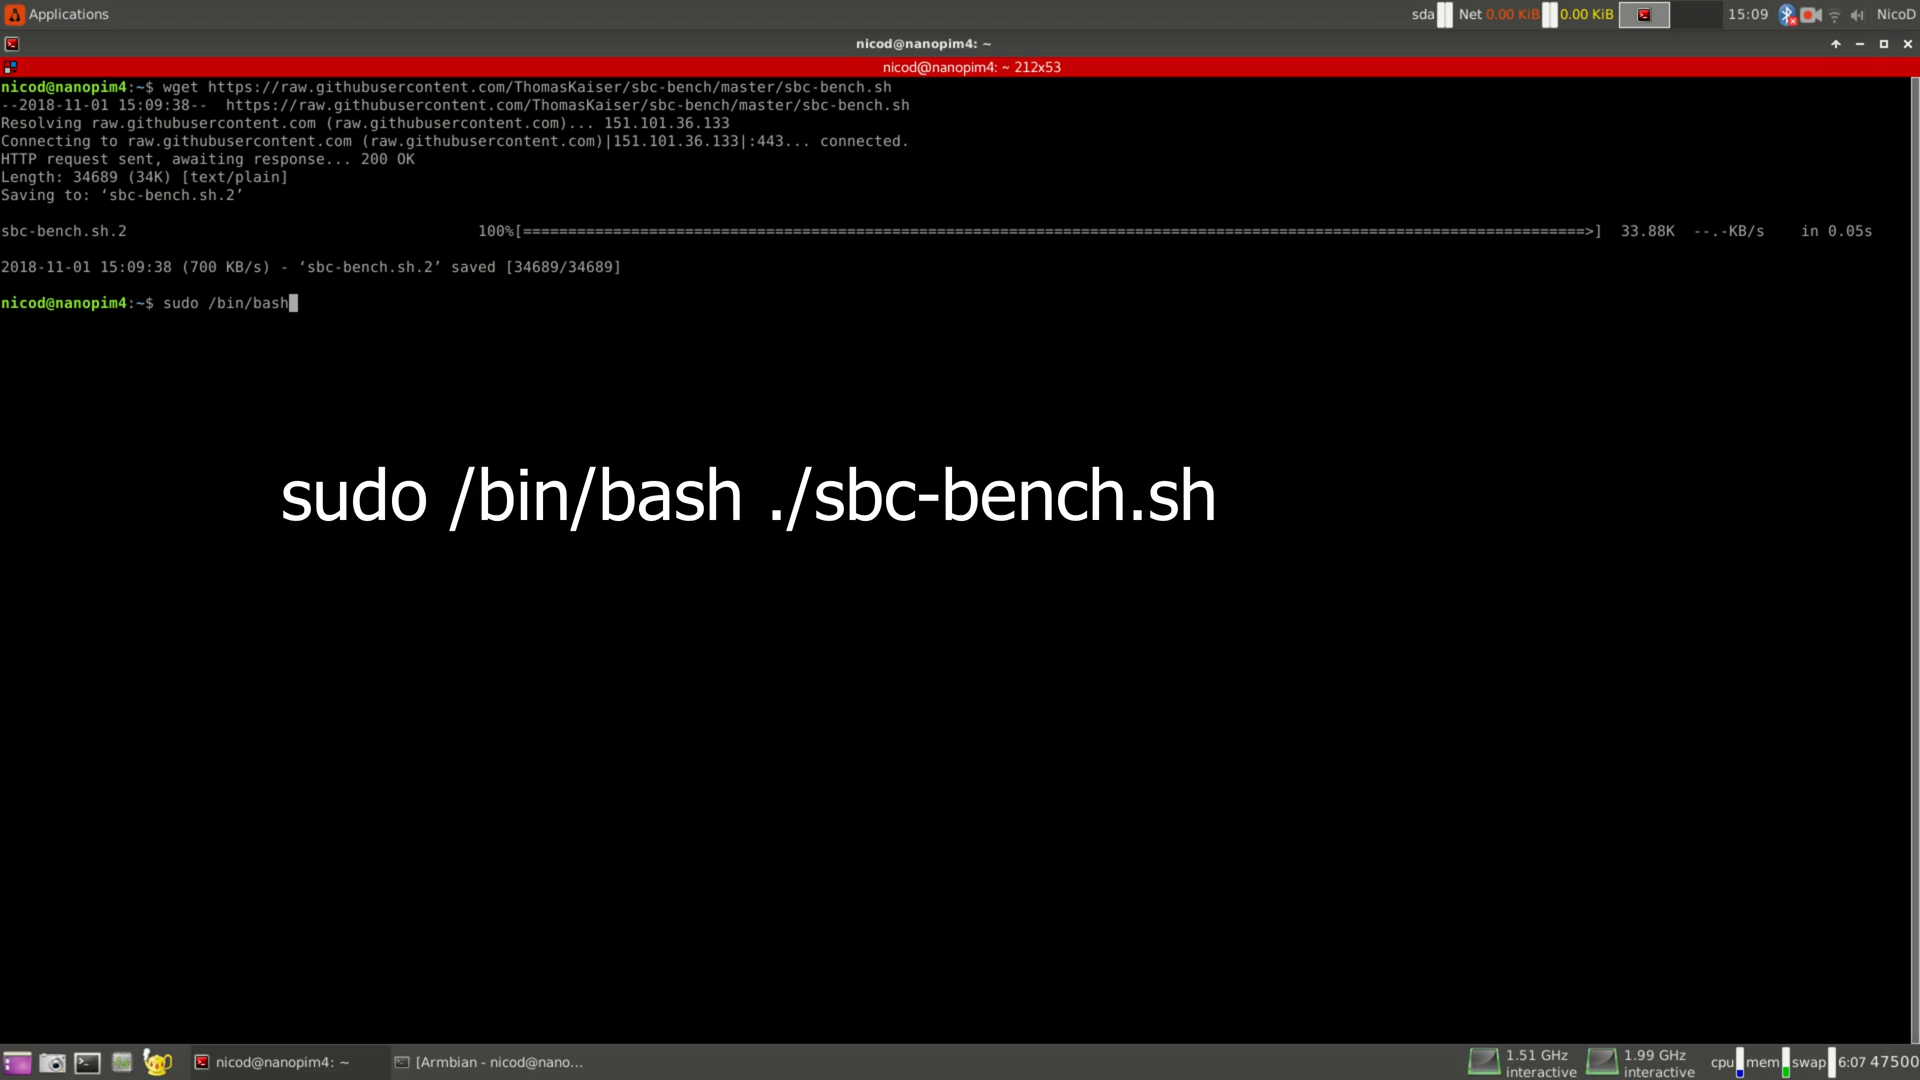 Applications
sda Net 0.00 KiB 0.00 KiB 15:09 NicoD
nicod@nanopim4: ~
nicod@nanopim4: ~ 212x53
nicod@nanopim4:~$ wget https://raw.githubusercontent.com/ThomasKaiser/sbc-bench/master/sbc-bench.sh
--2018-11-01 15:09:38--  https://raw.githubusercontent.com/ThomasKaiser/sbc-bench/master/sbc-bench.sh
Resolving raw.githubusercontent.com (raw.githubusercontent.com)... 151.101.36.133
Connecting to raw.githubusercontent.com (raw.githubusercontent.com)|151.101.36.133|:443... connected.
HTTP request sent, awaiting response... 200 OK
Length: 34689 (34K) [text/plain]
Saving to: ‘sbc-bench.sh.2’
sbc-bench.sh.2 100%[======================================================================================================================>] 33.88K --.-KB/s in 0.05s
2018-11-01 15:09:38 (700 KB/s) - ‘sbc-bench.sh.2’ saved [34689/34689]
nicod@nanopim4:~$ sudo /bin/bash
sudo /bin/bash ./sbc-bench.sh
nicod@nanopim4: ~
[Armbian - nicod@nano...
1.51 GHz interactive
1.99 GHz interactive
cpu mem swap 6:07 47500